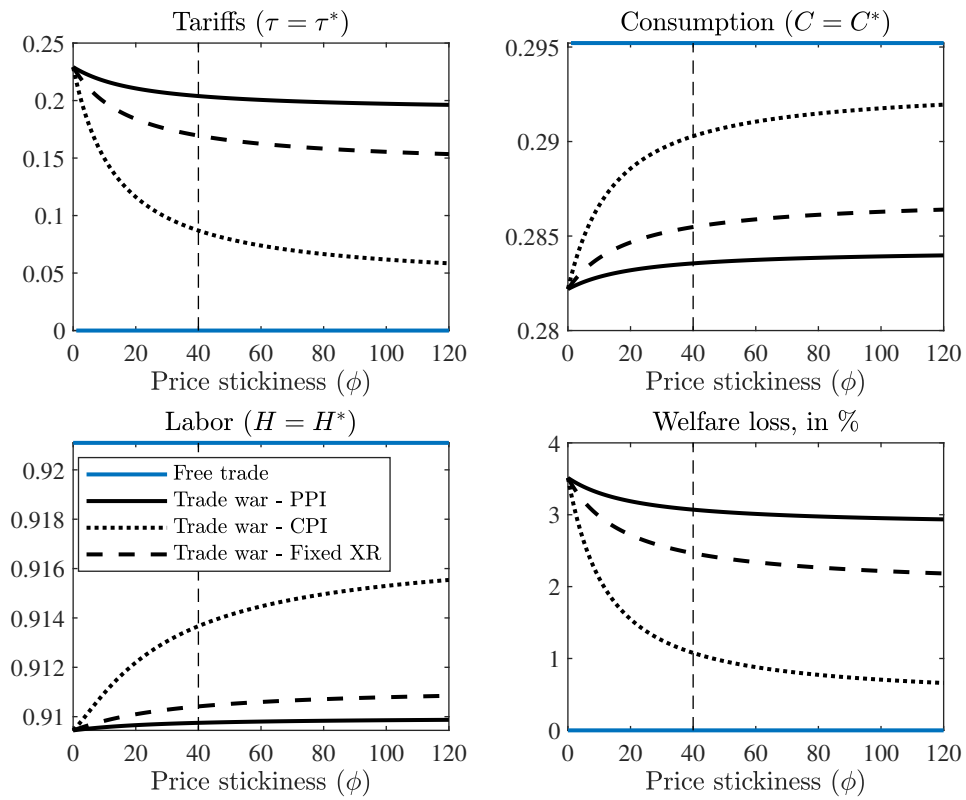 Tariffs (τ = τ*)
0.25
0.2
0.15
0.1
0.05
0
0 20 40 60 80 100 120
Price stickiness (ϕ)
Consumption (C = C*)
0.295
0.29
0.285
0.28
0 20 40 60 80 100 120
Price stickiness (ϕ)
Labor (H = H*)
0.92
0.918
0.916
0.914
0.912
0.91
Free trade
Trade war - PPI
Trade war - CPI
Trade war - Fixed XR
0 20 40 60 80 100 120
Price stickiness (ϕ)
Welfare loss, in %
4
3
2
1
0
0 20 40 60 80 100 120
Price stickiness (ϕ)